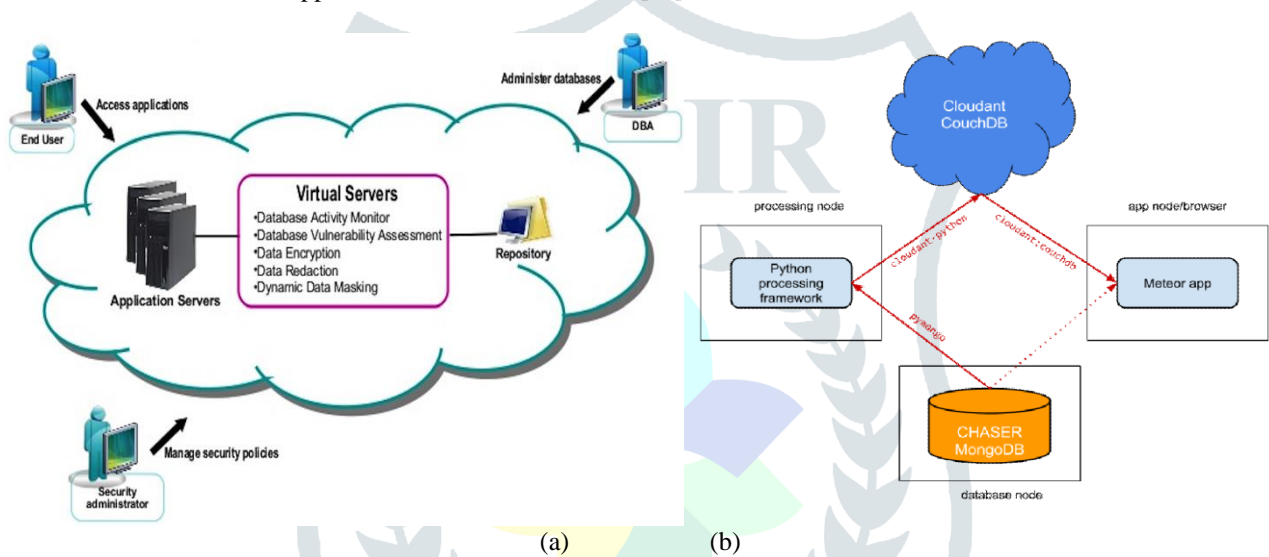 Access applications
End User
Administer databases
DBA
Virtual Servers
•Database Activity Monitor
•Database Vulnerability Assessment
•Data Encryption
•Data Redaction
•Dynamic Data Masking
Application Servers
Repository
Manage security policies
Security
administrator
(a)
IR
Cloudant
CouchDB
processing node
app node/browser
cloudant-python
cloudant:couchdb
Python
processing
framework
Meteor app
pymongo
CHASER
MongoDB
database node
(b)